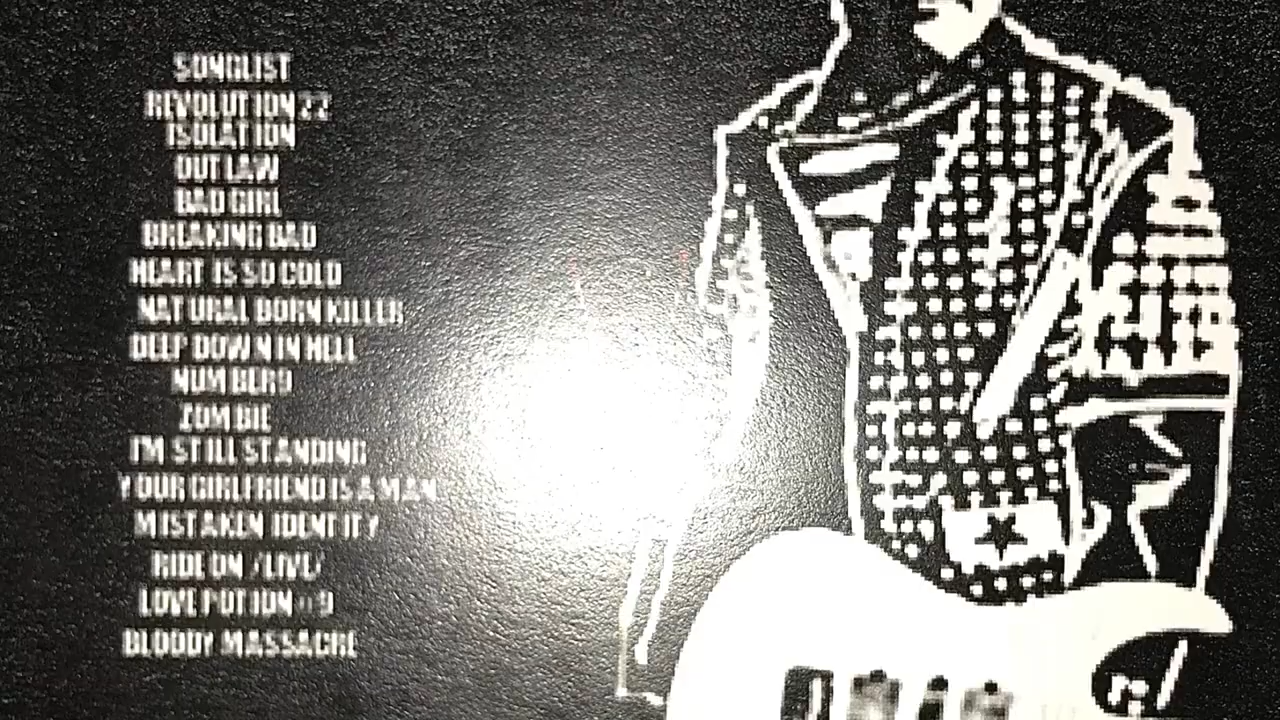 SONGLIST
REVOLUTION 22
ISOLATION
OUTLAW
BAD GIRL
BREAKING BAD
HEART IS SO COLD
NATURAL BORN KILLER
DEEP DOWN IN HELL
NUMBER 9
ZOMBIE
I'M STILL STANDING
YOUR GIRLFRIEND IS A MAN
MISTAKEN IDENTITY
RIDE ON /LIVE/
LOVE POTION #9
BLOODY MASSACRE